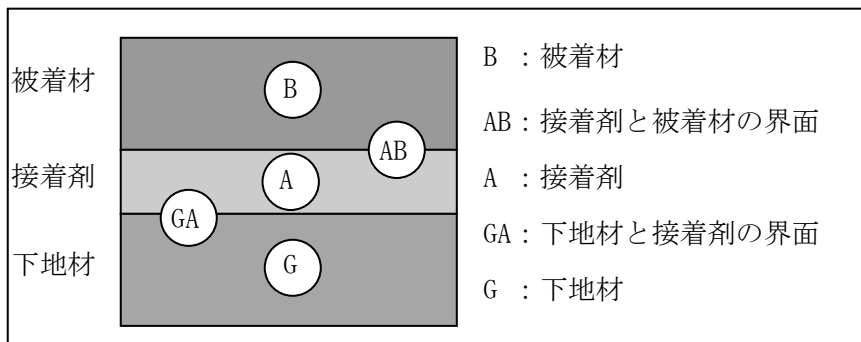 被着材
接着剤
下地材
B
AB
A
GA
G
B ：被着材
AB：接着剤と被着材の界面
A ：接着剤
GA：下地材と接着剤の界面
G ：下地材